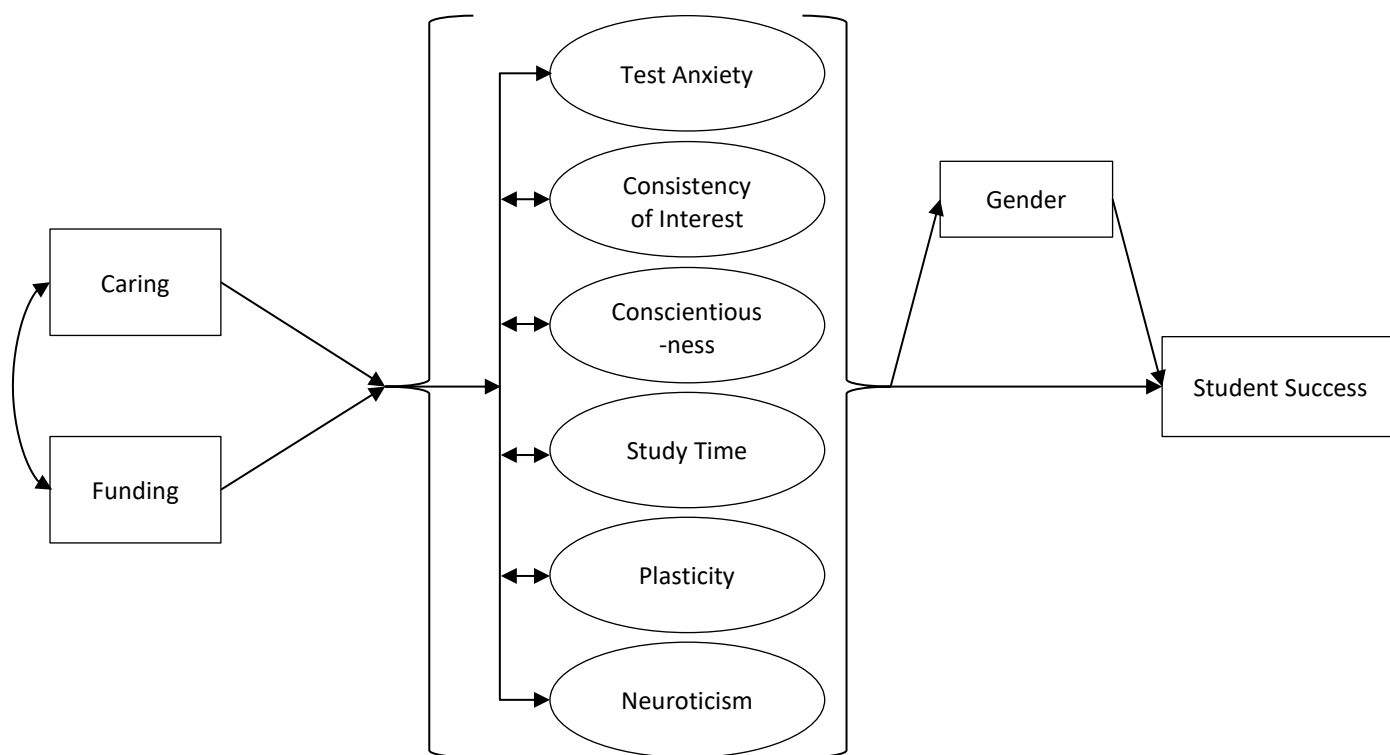 Test Anxiety
Consistency
of Interest
Gender
Caring
Conscientious
-ness
Student Success
Study Time
Funding
Plasticity
Neuroticism